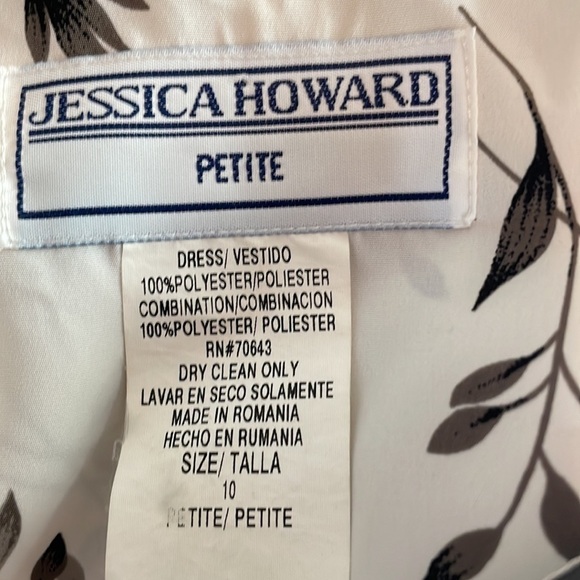 JESSICA HOWARD
PETITE
DRESS/ VESTIDO
100%POLYESTER/POLIESTER
COMBINATION/COMBINACION
100%POLYESTER/ POLIESTER
RN#70643
DRY CLEAN ONLY
LAVAR EN SECO SOLAMENTE
MADE IN ROMANIA
HECHO EN RUMANIA
SIZE/ TALLA
10
PETITE/ PETITE